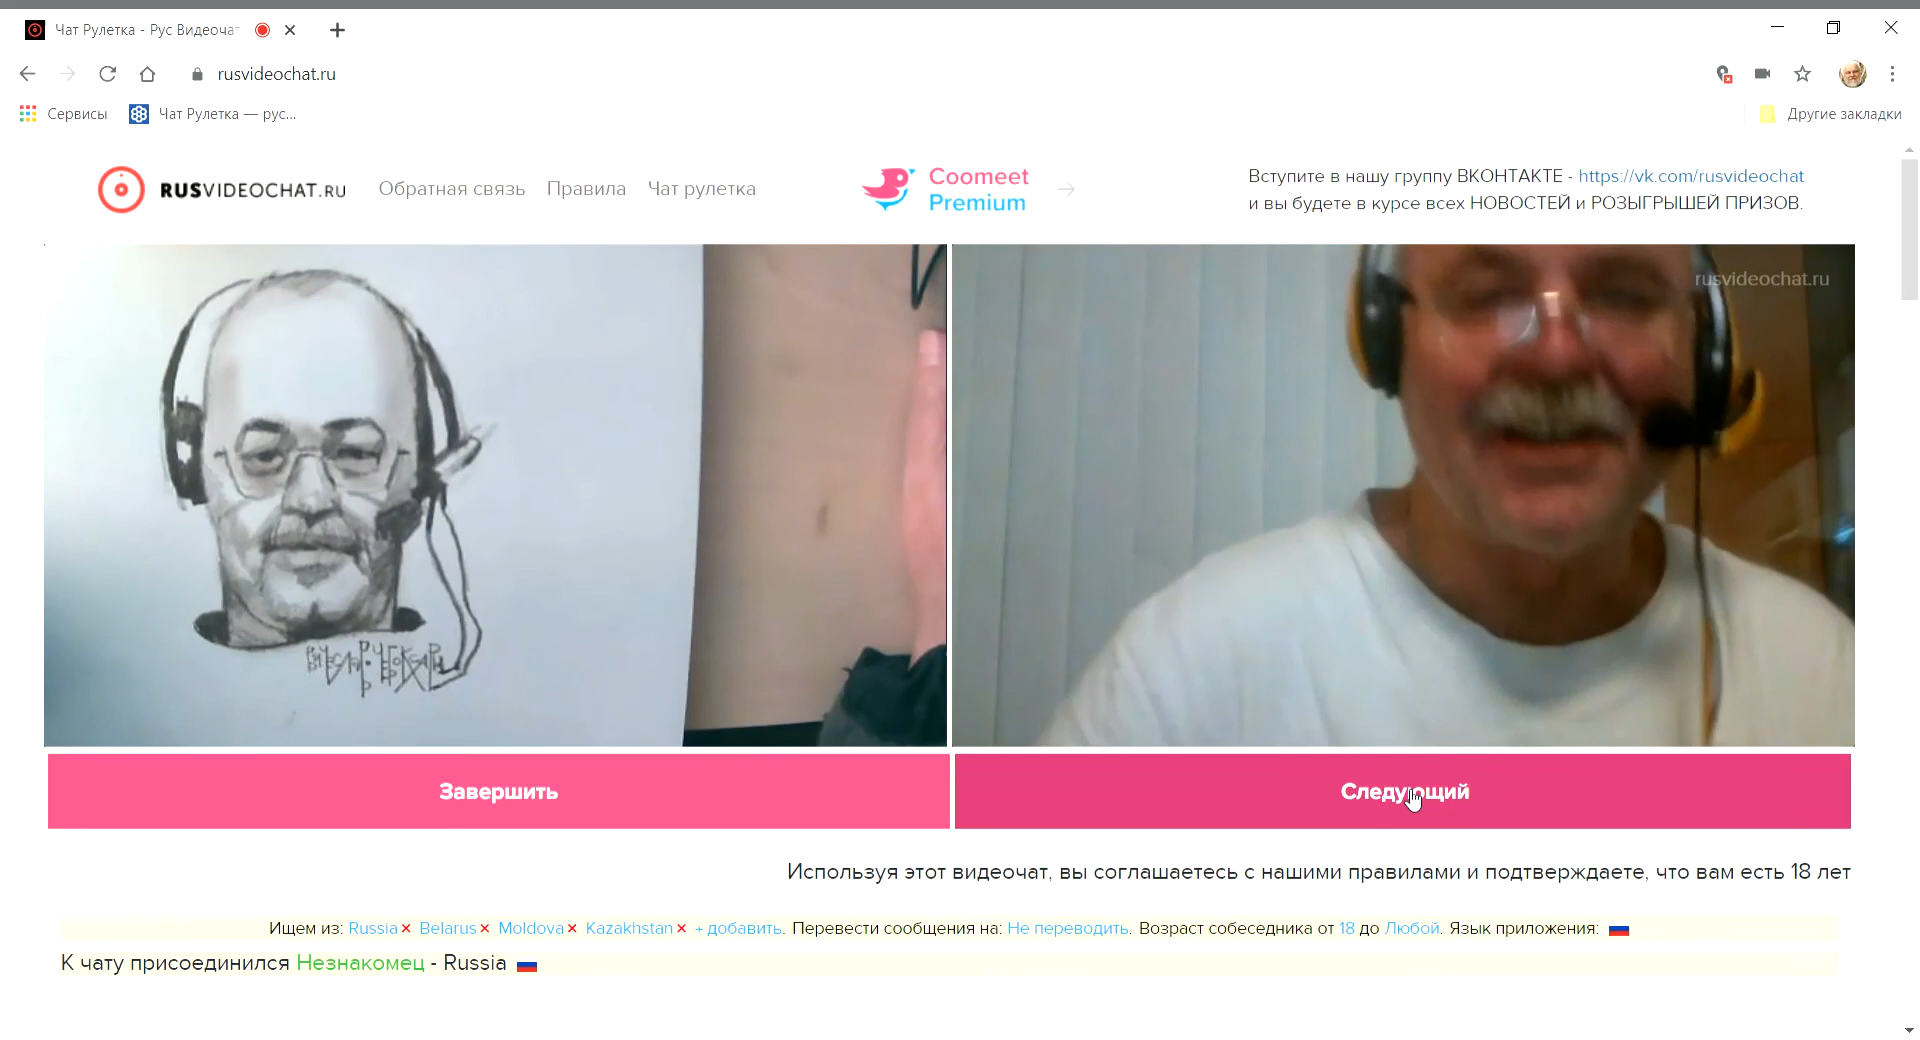 Чат Рулетка - Рус Видеочат
rusvideochat.ru
Сервисы
Чат Рулетка — рус...
Другие закладки
RUSVIDEOCHAT.RU
Обратная связь
Правила
Чат рулетка
Coomeet
Premium
Вступите в нашу группу ВКОНТАКТЕ - https://vk.com/rusvideochat
и вы будете в курсе всех НОВОСТЕЙ и РОЗЫГРЫШЕЙ ПРИЗОВ.
rusvideochat.ru
Завершить
Следующий
Используя этот видеочат, вы соглашаетесь с нашими правилами и подтверждаете, что вам есть 18 лет
Ищем из: Russia× Belarus× Moldova× Kazakhstan× + добавить. Перевести сообщения на: Не переводить. Возраст собеседника от 18 до Любой. Язык приложения:
К чату присоединился Незнакомец - Russia